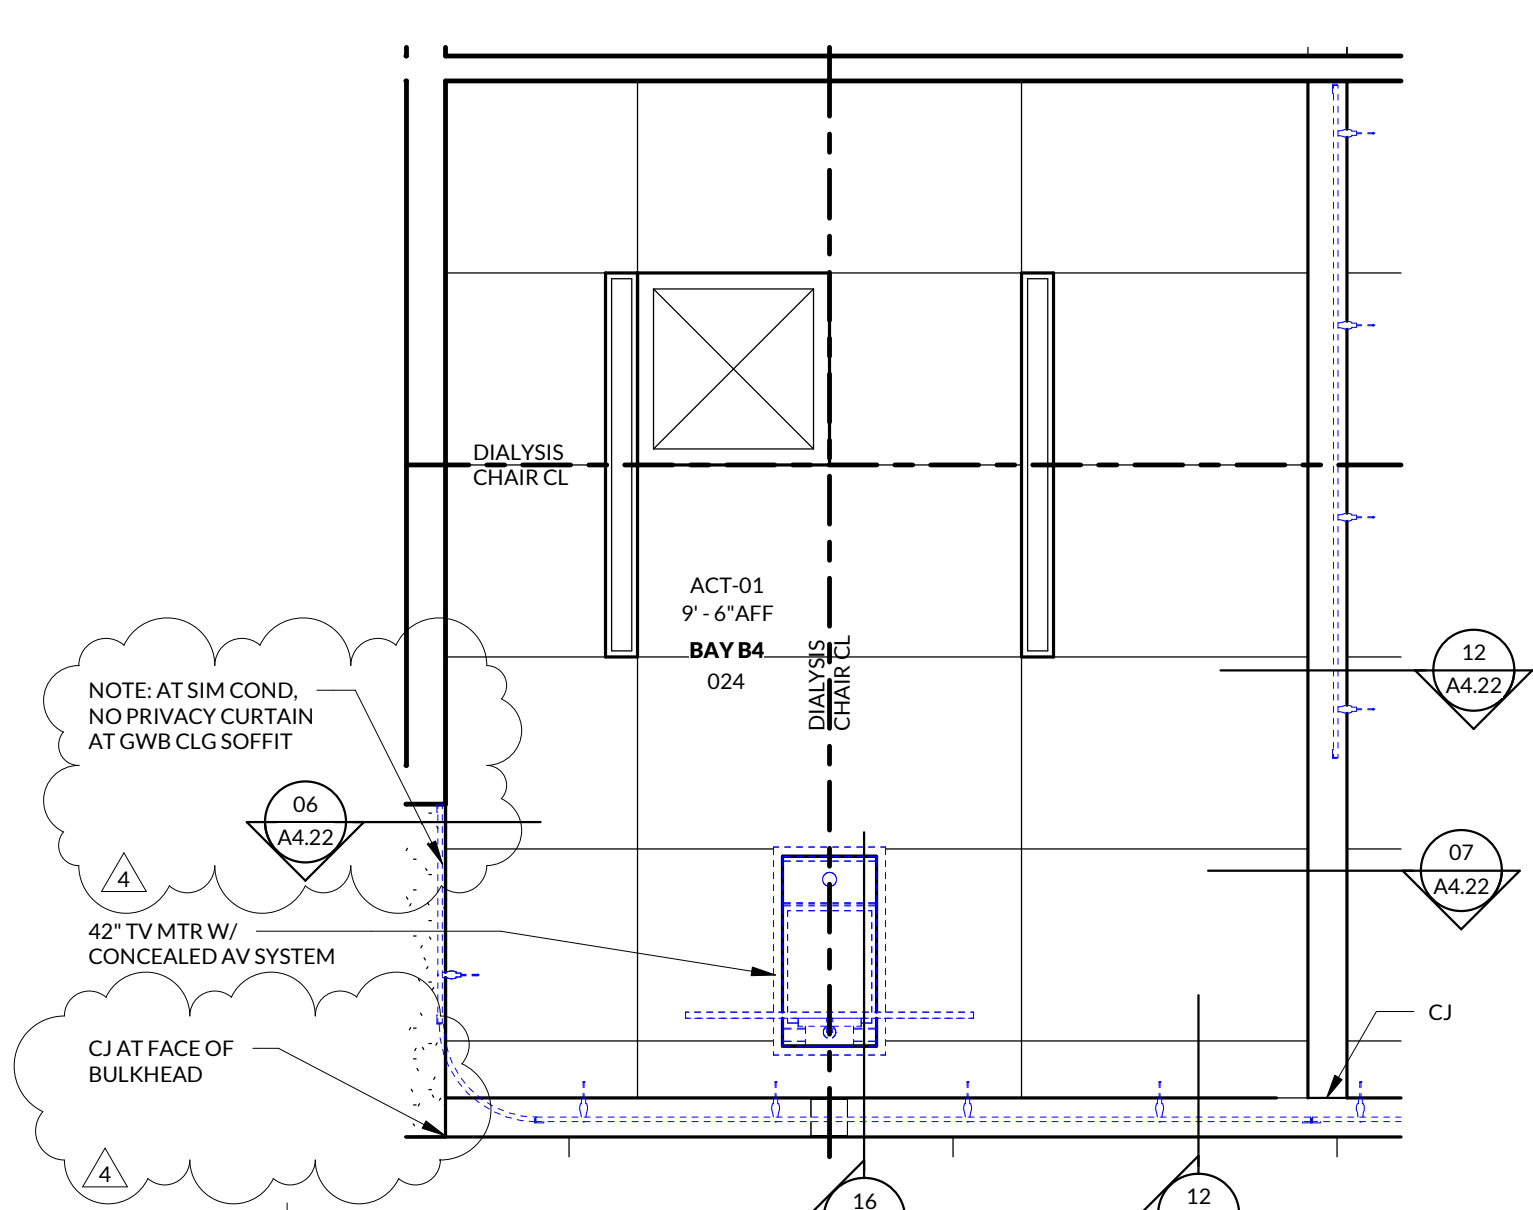 DIALYSIS
CHAIR CL
ACT-01
9' - 6"AFF
BAY B4
024
DIALYSIS
CHAIR CL
NOTE: AT SIM COND,
NO PRIVACY CURTAIN
AT GWB CLG SOFFIT
12
A4.22
06
A4.22
4
07
A4.22
42" TV MTR W/
CONCEALED AV SYSTEM
CJ
CJ AT FACE OF
BULKHEAD
4
16
12